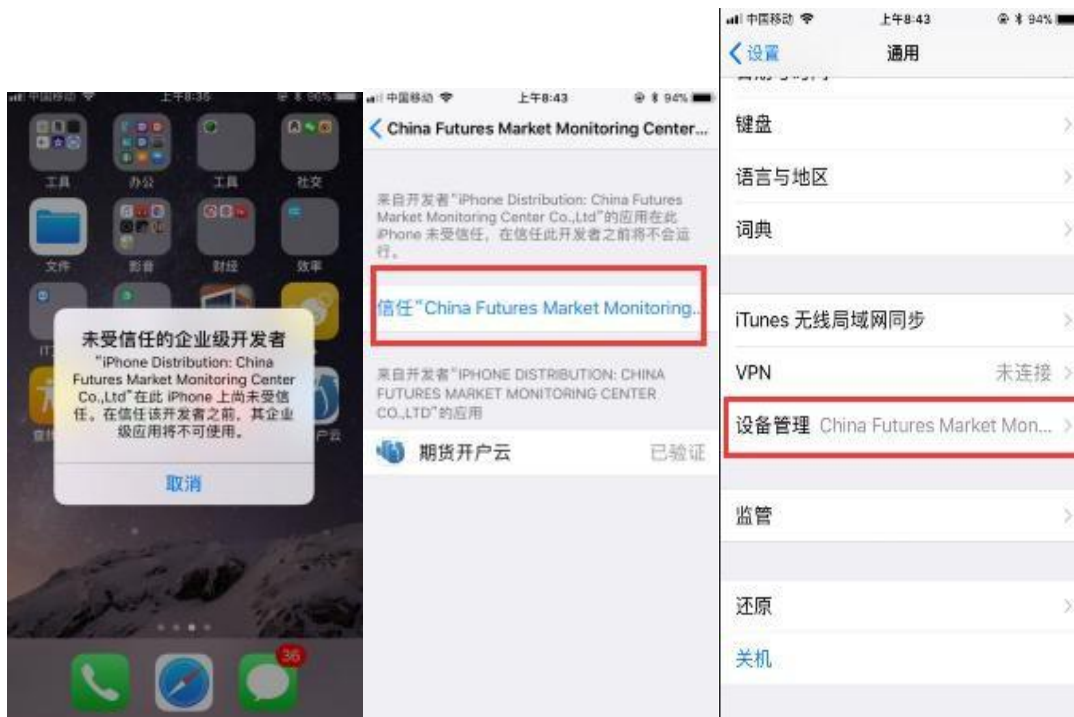 中国移动 上午8:35 90%
工具 办公 工具 社交
文件 影音 财经 效率
未受信任的企业级开发者
"iPhone Distribution: China
Futures Market Monitoring Center
Co.,Ltd"在此 iPhone 上尚未受信
任。在信任该开发者之前，其企业
级应用将不可使用。
取消
36
中国移动 上午8:43 94%
China Futures Market Monitoring Center...
来自开发者"iPhone Distribution: China Futures
Market Monitoring Center Co.,Ltd"的应用在此
iPhone 未受信任，在信任此开发者之前将不会运
行。
信任"China Futures Market Monitoring...
来自开发者"IPHONE DISTRIBUTION: CHINA
FUTURES MARKET MONITORING CENTER
CO.,LTD"的应用
期货开户云 已验证
中国移动 上午8:43 94%
设置 通用
键盘
语言与地区
词典
iTunes 无线局域网同步
VPN 未连接
设备管理 China Futures Market Mon...
监管
还原
关机